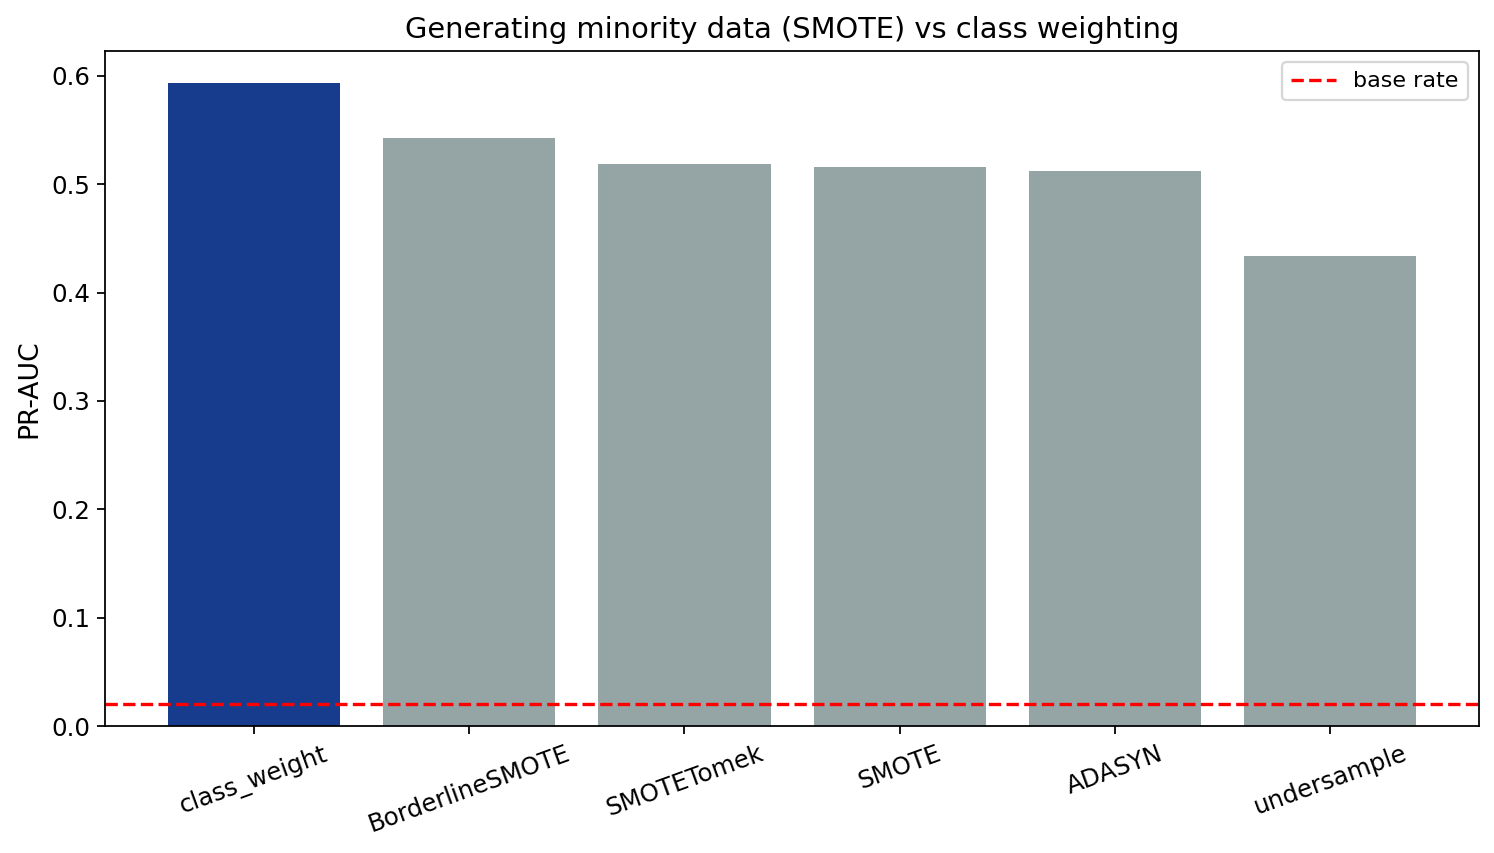 Generating minority data (SMOTE) vs class weighting
base rate
PR-AUC
0.6
0.5
0.4
0.3
0.2
0.1
0.0
class_weight
BorderlineSMOTE
SMOTETomek
SMOTE
ADASYN
undersample